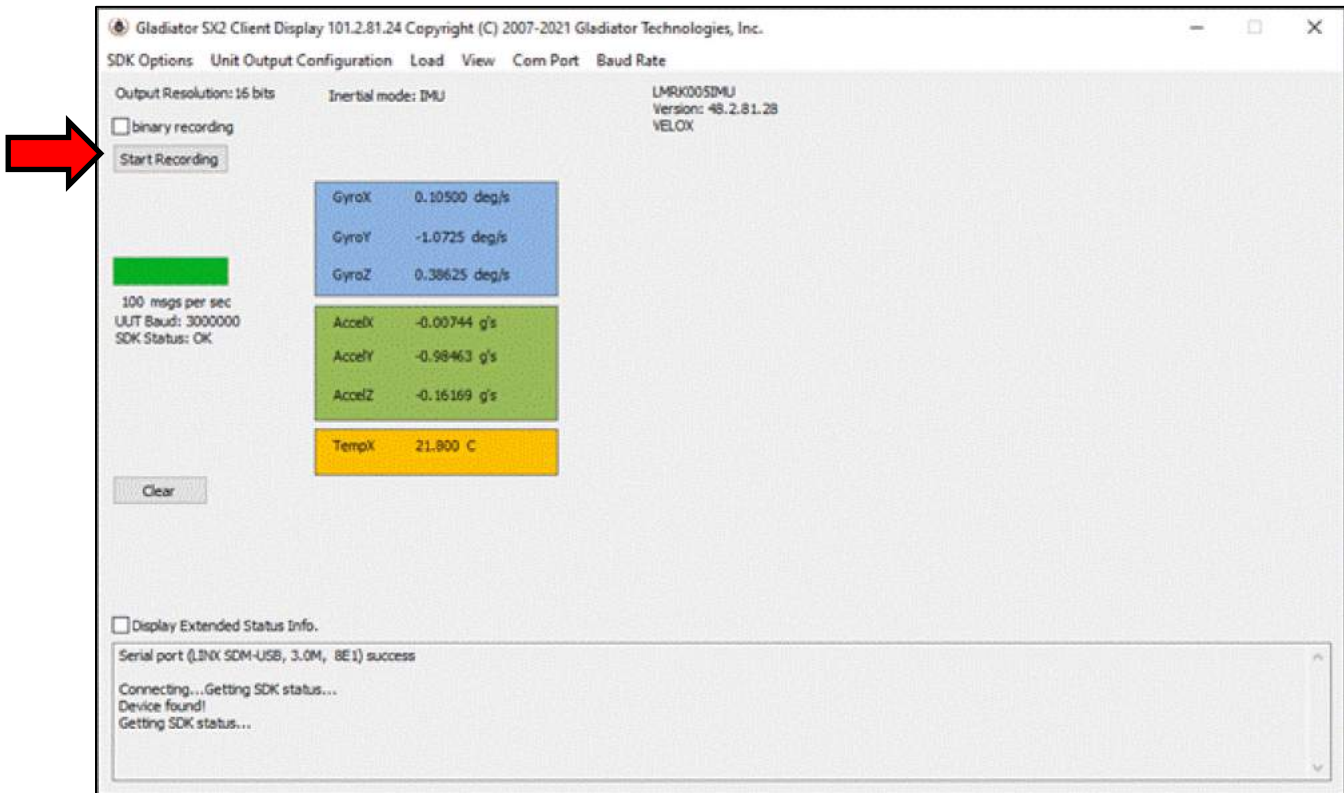 Gladiator SX2 Client Display 101.2.81.24 Copyright (C) 2007-2021 Gladiator Technologies, Inc.
SDK Options Unit Output Configuration Load View Com Port Baud Rate
Output Resolution: 16 bits
Inertial mode: IMU
LMRK005IMU
Version: 48.2.81.28
VELOX
binary recording
Start Recording
GyroX 0.10500 deg/s
GyroY -1.0725 deg/s
GyroZ 0.38625 deg/s
100 msgs per sec
UUT Baud: 3000000
SDK Status: OK
AccelX -0.00744 g's
AccelY -0.98463 g's
AccelZ -0.16169 g's
TempX 21.800 C
Clear
Display Extended Status Info.
Serial port (LINX SDM-USB, 3.0M, 8E1) success
Connecting...Getting SDK status...
Device found!
Getting SDK status...